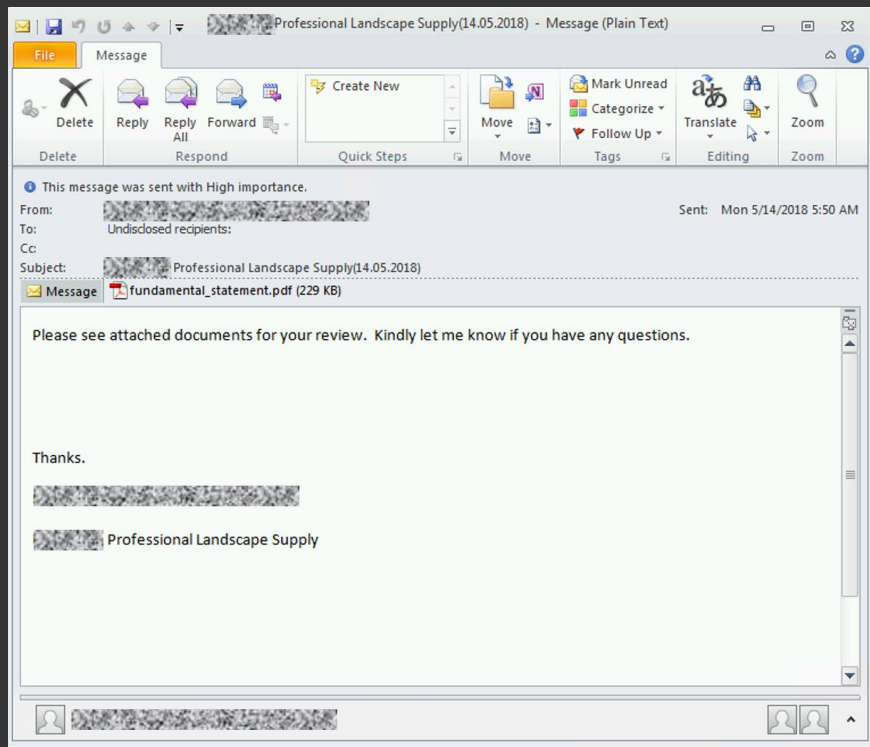 Professional Landscape Supply(14.05.2018) - Message (Plain Text)
File Message
Delete Reply Reply All Forward
Create New
Move
Mark Unread
Categorize
Follow Up
Translate
Zoom
Delete Respond Quick Steps Move Tags Editing Zoom
This message was sent with High importance.
From: Sent: Mon 5/14/2018 5:50 AM
To: Undisclosed recipients:
Cc:
Subject: Professional Landscape Supply(14.05.2018)
Message fundamental_statement.pdf (229 KB)
Please see attached documents for your review. Kindly let me know if you have any questions.
Thanks.
Professional Landscape Supply